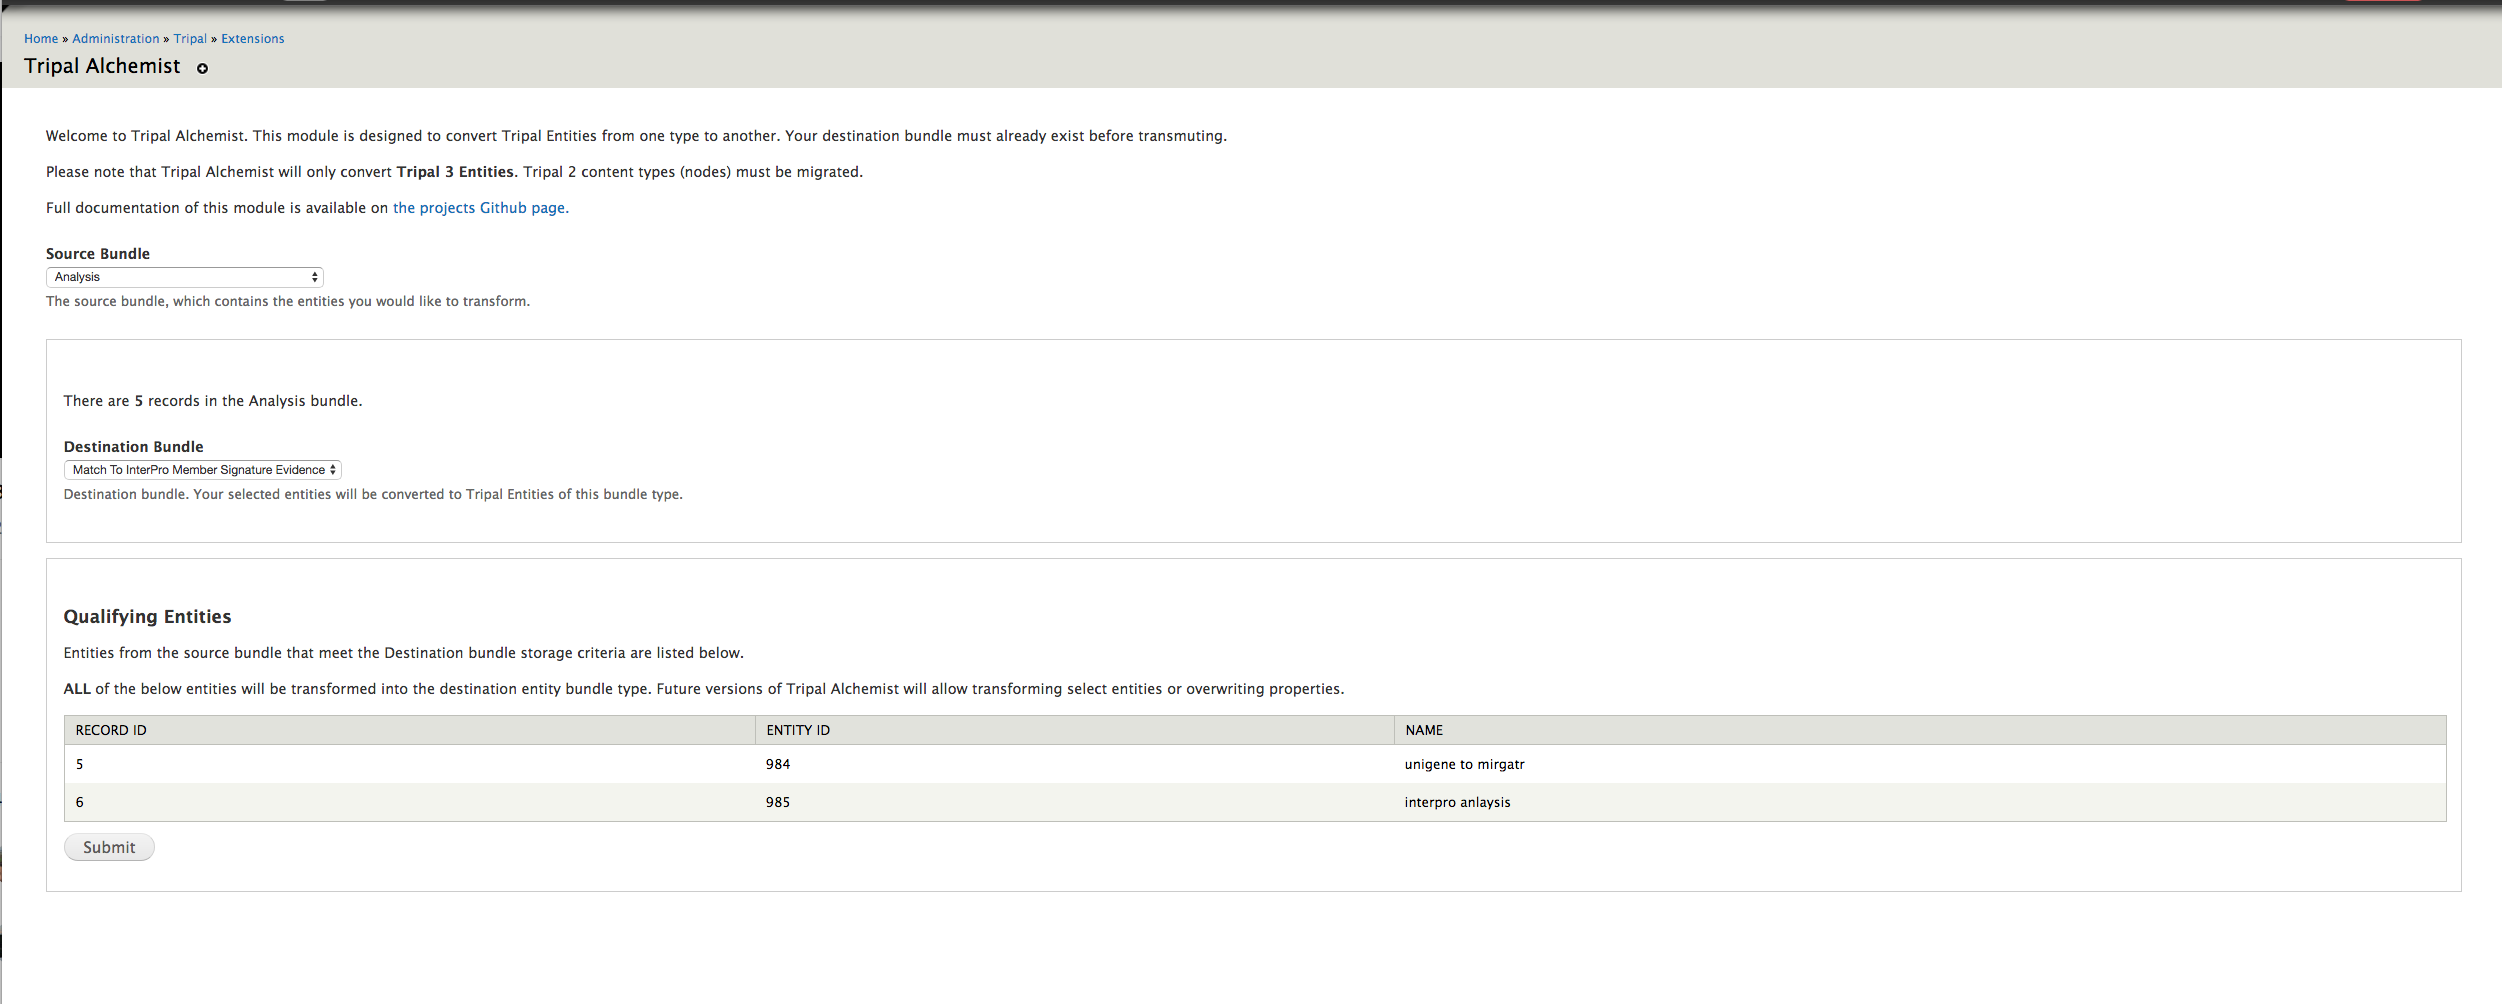 Home » Administration » Tripal » Extensions
Tripal Alchemist
Welcome to Tripal Alchemist. This module is designed to convert Tripal Entities from one type to another. Your destination bundle must already exist before transmuting.
Please note that Tripal Alchemist will only convert Tripal 3 Entities. Tripal 2 content types (nodes) must be migrated.
Full documentation of this module is available on the projects Github page.
Source Bundle
Analysis
The source bundle, which contains the entities you would like to transform.
There are 5 records in the Analysis bundle.
Destination Bundle
Match To InterPro Member Signature Evidence
Destination bundle. Your selected entities will be converted to Tripal Entities of this bundle type.
Qualifying Entities
Entities from the source bundle that meet the Destination bundle storage criteria are listed below.
ALL of the below entities will be transformed into the destination entity bundle type. Future versions of Tripal Alchemist will allow transforming select entities or overwriting properties.
RECORD ID ENTITY ID NAME
5 984 unigene to mirgatr
6 985 interpro anlaysis
Submit